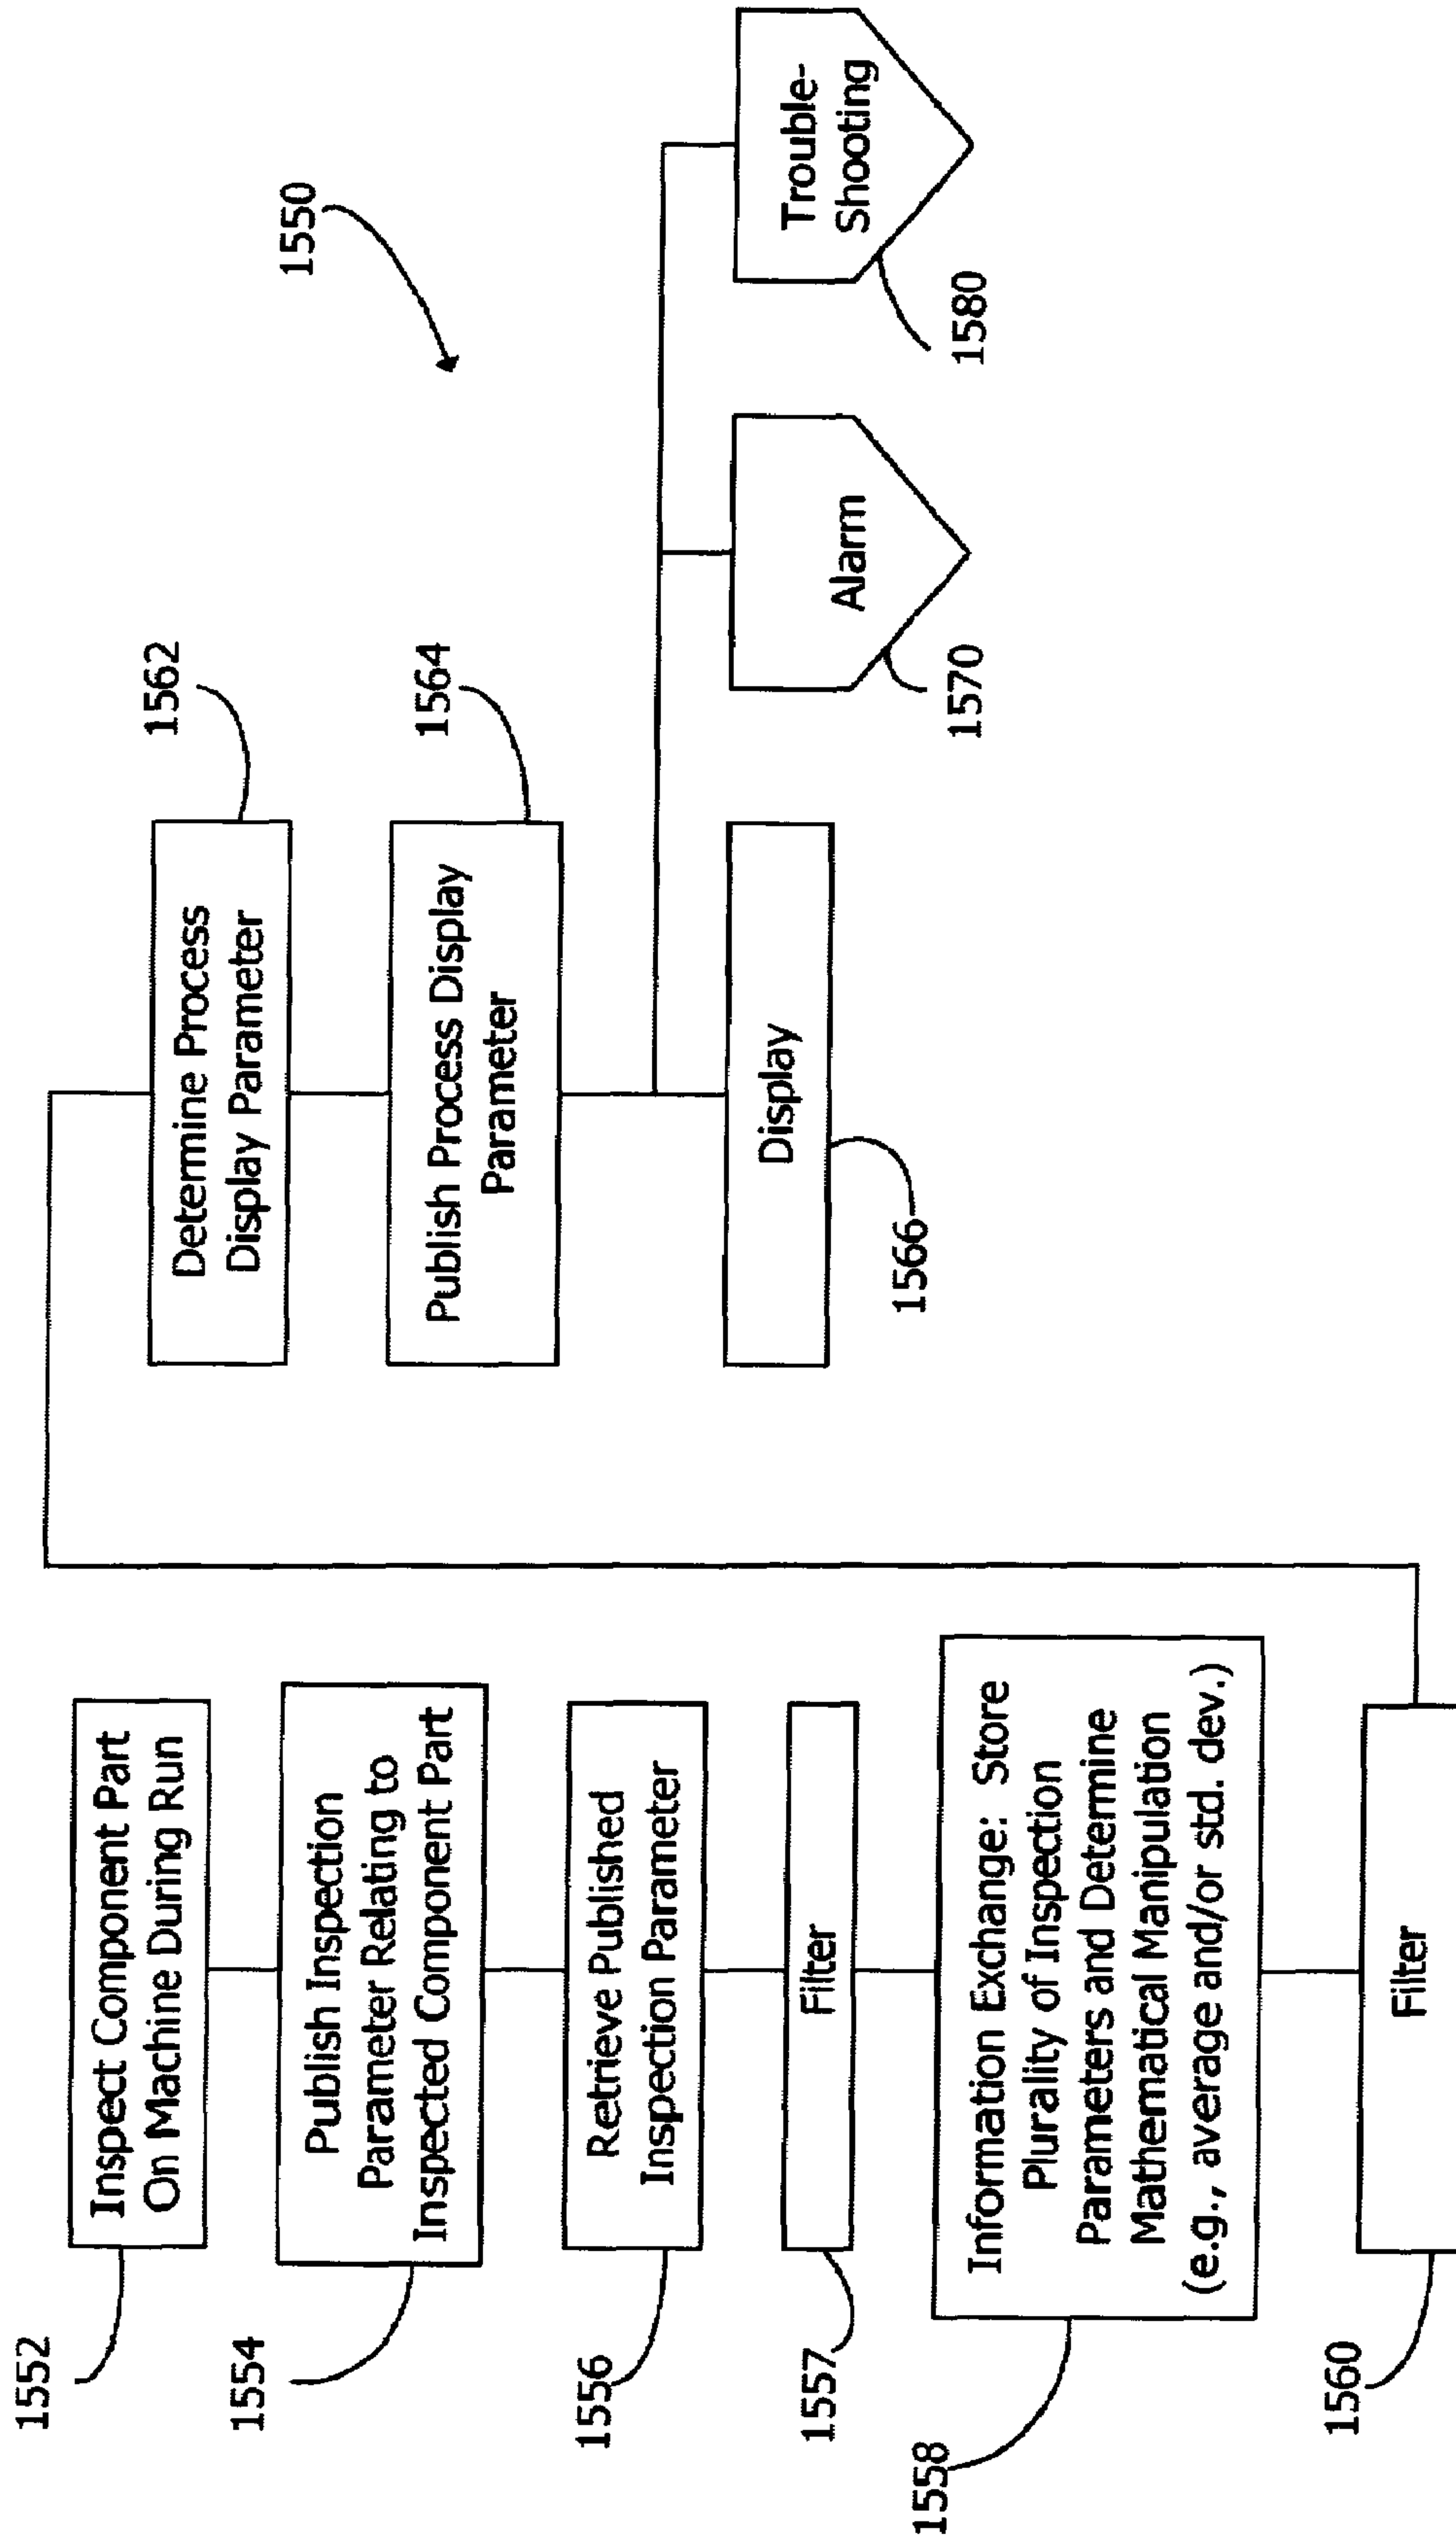 1552
Inspect Component Part
On Machine During Run
1554
Publish Inspection
Parameter Relating to
Inspected Component Part
1556
Retrieve Published
Inspection Parameter
1557
Filter
1558
Information Exchange: Store
Plurality of Inspection
Parameters and Determine
Mathematical Manipulation
(e.g., average and/or std. dev.)
1560
Filter
1562
Determine Process
Display Parameter
1564
Publish Process Display
Parameter
1566
Display
1550
1570
Alarm
1580
Trouble-
Shooting